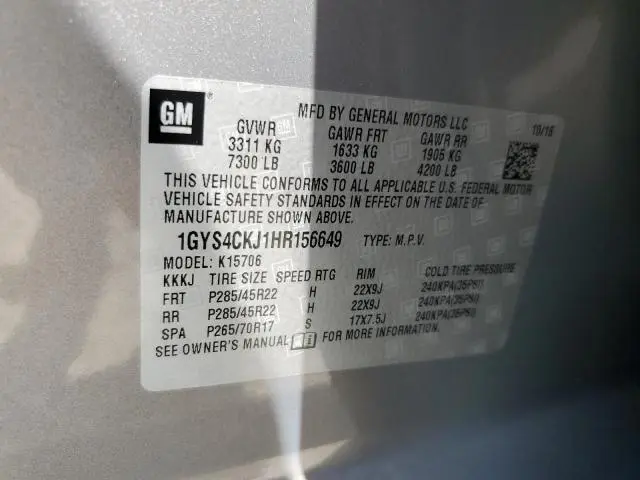 GM
MFD BY GENERAL MOTORS LLC 10/16
GVWR GAWR FRT GAWR RR
3311 KG 1633 KG 1905 KG
7300 LB 3600 LB 4200 LB
THIS VEHICLE CONFORMS TO ALL APPLICABLE U.S. FEDERAL MOTOR
VEHICLE SAFETY STANDARDS IN EFFECT ON THE DATE OF
MANUFACTURE SHOWN ABOVE.
1GYS4CKJ1HR156649 TYPE: M.P.V.
MODEL: K15706
KKKJ TIRE SIZE SPEED RTG RIM COLD TIRE PRESSURE
FRT P285/45R22 H 22X9J 240KPA(35PSI)
RR P285/45R22 H 22X9J 240KPA(35PSI)
SPA P265/70R17 S 17X7.5J 240KPA(35PSI)
SEE OWNER'S MANUAL FOR MORE INFORMATION.